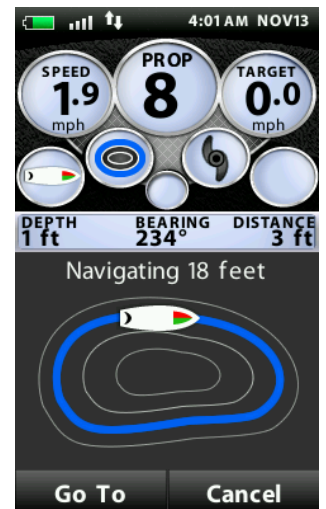 4:01 AM NOV13
SPEED
1.9
mph
PROP
8
TARGET
0.0
mph
DEPTH
1 ft
BEARING
234°
DISTANCE
3 ft
Navigating 18 feet
Go To
Cancel